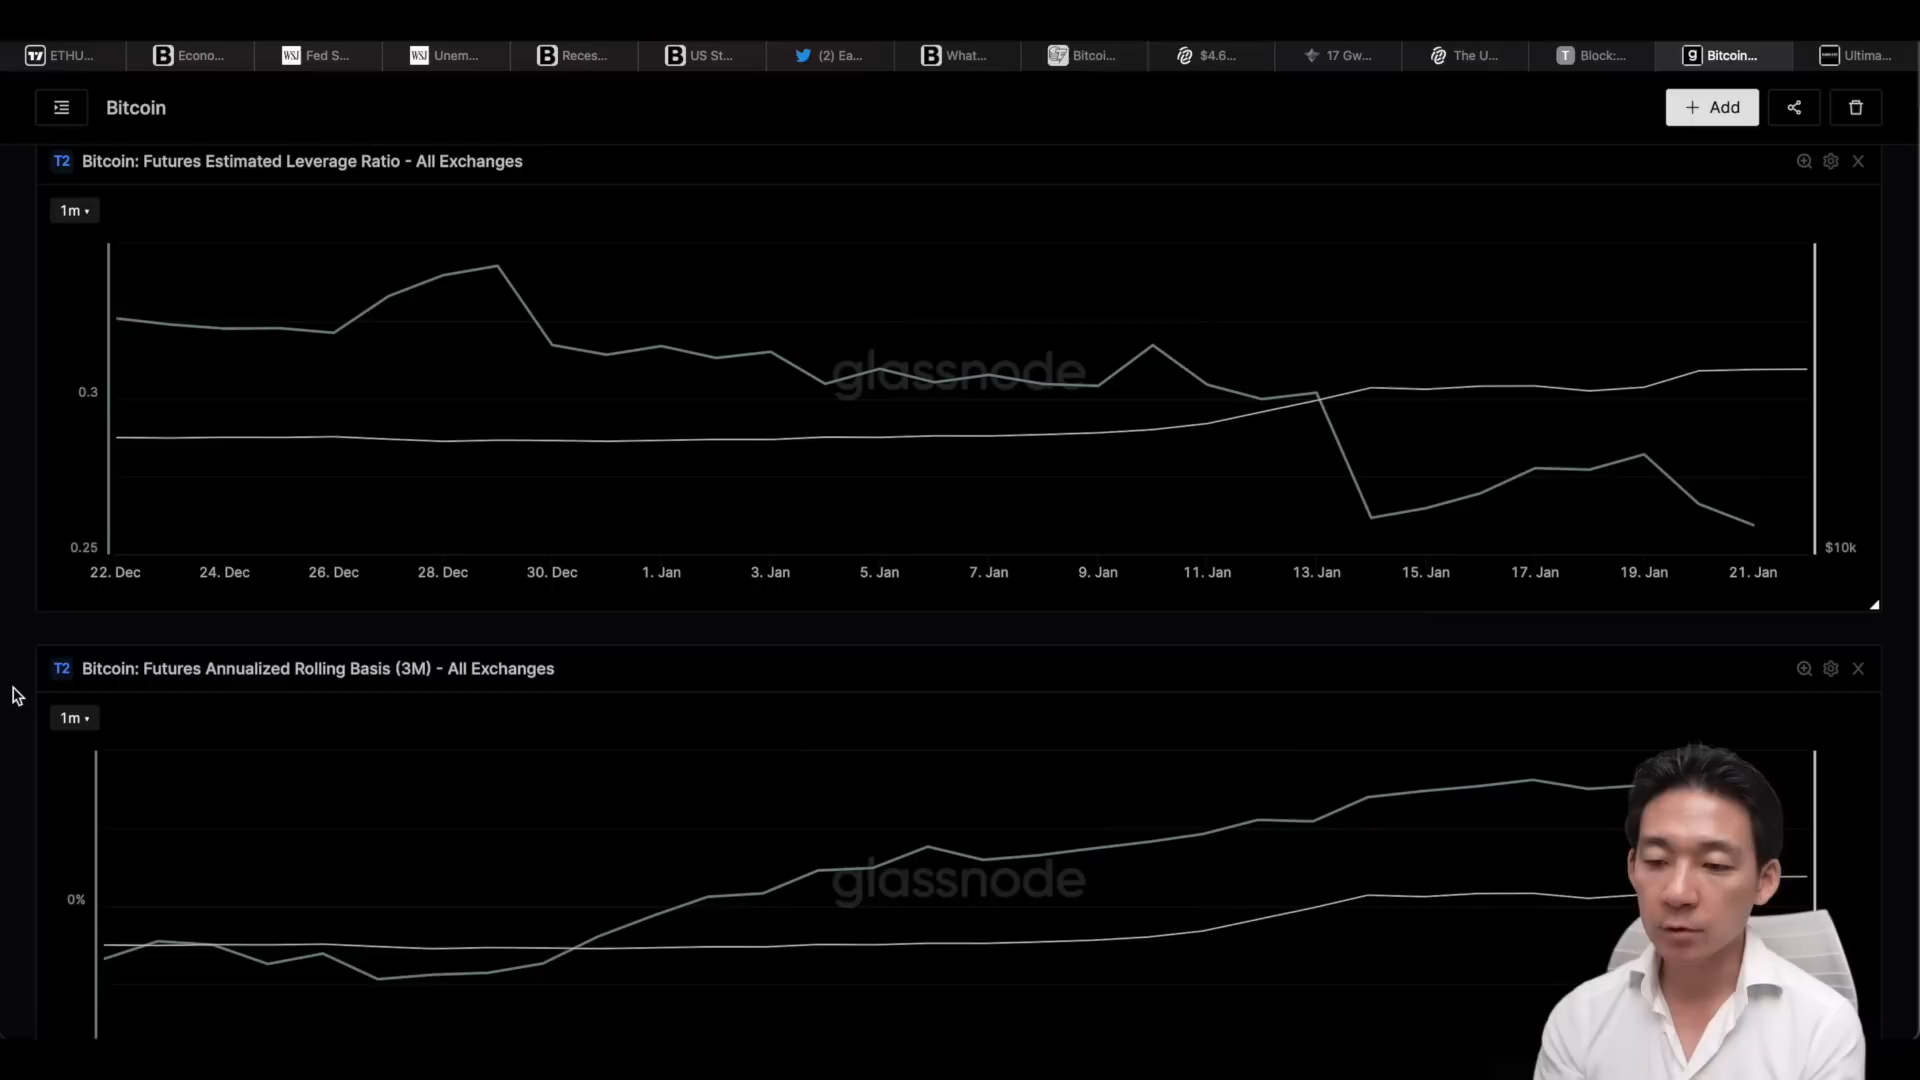 ETHU... Econo... Fed S... Unem... Reces... US St... (2) Ea... What... Bitcoi... $4.6... 17 Gw... The U... Block:... Bitcoin... Ultima...
Bitcoin
+ Add
T2 Bitcoin: Futures Estimated Leverage Ratio - All Exchanges
1m
glassnode
0.3
0.25
$10k
22. Dec 24. Dec 26. Dec 28. Dec 30. Dec 1. Jan 3. Jan 5. Jan 7. Jan 9. Jan 11. Jan 13. Jan 15. Jan 17. Jan 19. Jan 21. Jan
T2 Bitcoin: Futures Annualized Rolling Basis (3M) - All Exchanges
1m
glassnode
0%